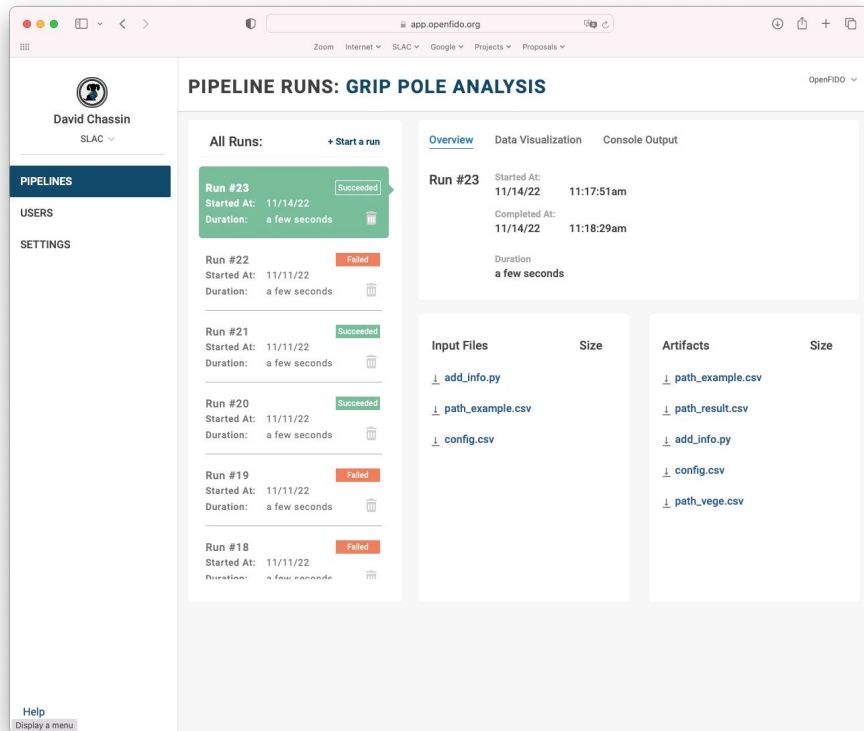 app.openfido.org
Zoom Internet SLAC Google Projects Proposals
David Chassin
SLAC
PIPELINES
USERS
SETTINGS
Help
Display a menu
PIPELINE RUNS: GRIP POLE ANALYSIS
OpenFIDO
All Runs:
+ Start a run
Run #23 Succeeded
Started At: 11/14/22
Duration: a few seconds
Run #22 Failed
Started At: 11/11/22
Duration: a few seconds
Run #21 Succeeded
Started At: 11/11/22
Duration: a few seconds
Run #20 Succeeded
Started At: 11/11/22
Duration: a few seconds
Run #19 Failed
Started At: 11/11/22
Duration: a few seconds
Run #18 Failed
Started At: 11/11/22
Duration: a few seconds
Overview Data Visualization Console Output
Run #23
Started At:
11/14/22 11:17:51am
Completed At:
11/14/22 11:18:29am
Duration
a few seconds
Input Files Size
add_info.py
path_example.csv
config.csv
Artifacts Size
path_example.csv
path_result.csv
add_info.py
config.csv
path_vege.csv